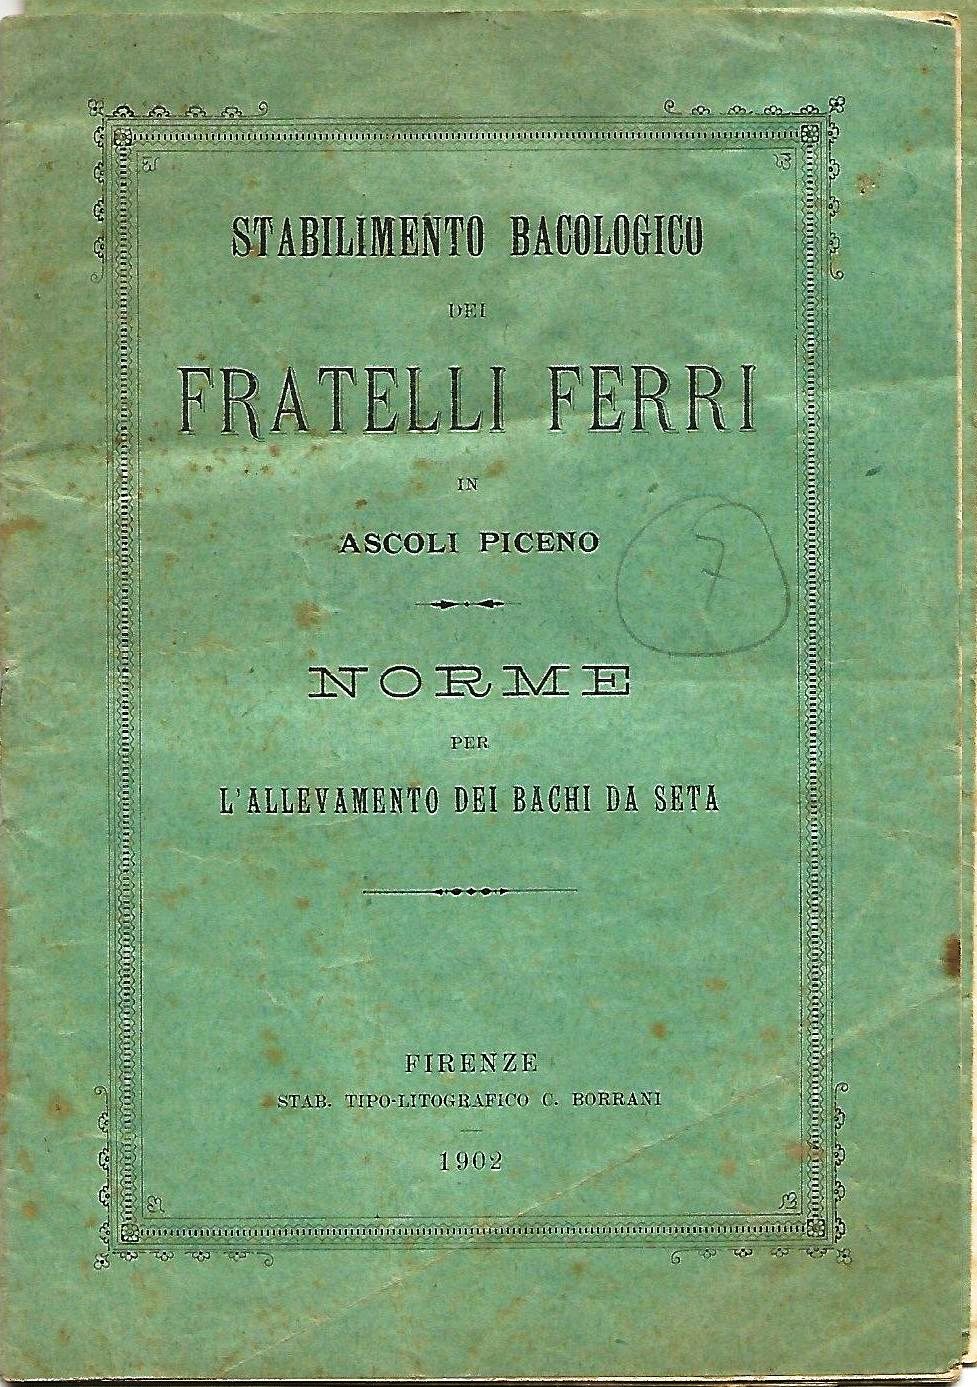 STABILIMENTO BACOLOGICO
DEI
FRATELLI FERRI
IN
ASCOLI PICENO
7
NORME
PER
L'ALLEVAMENTO DEI BACHI DA SETA
FIRENZE
STAB. TIPO-LITOGRAFICO C. BORRANI
1902